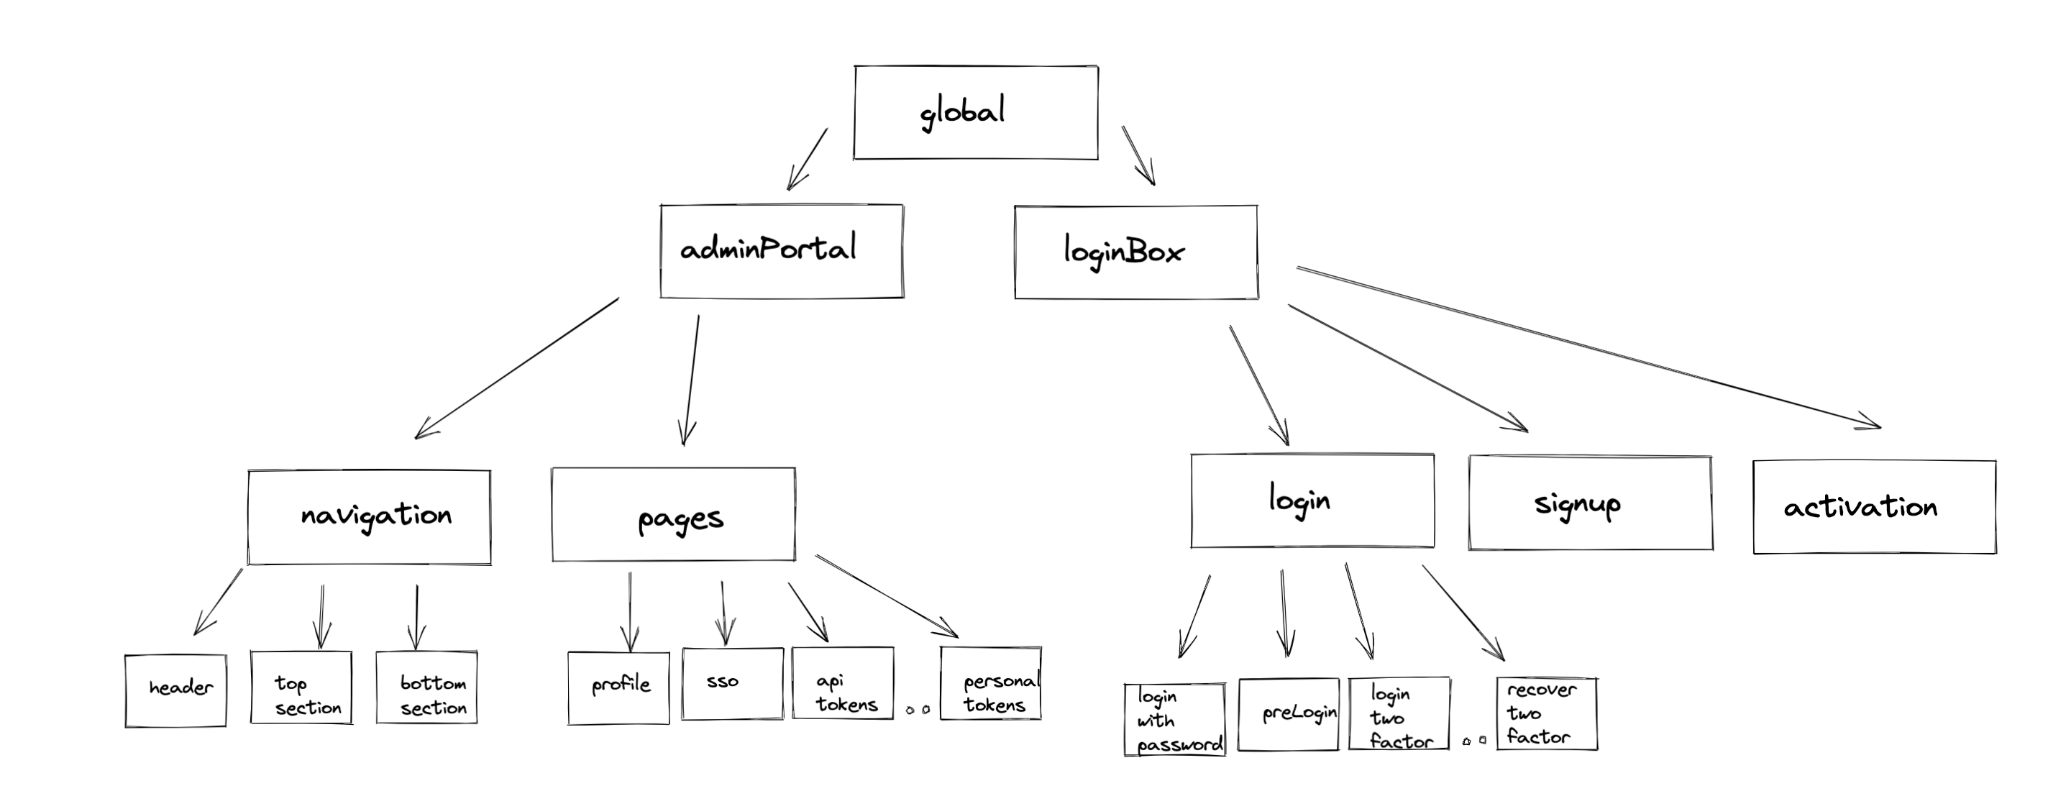 global
adminPortal
loginBox
navigation
pages
login
signup
activation
header
top
section
bottom
section
profile
sso
api
tokens
personal
tokens
login
with
password
preLogin
login
two
factor
recover
two
factor